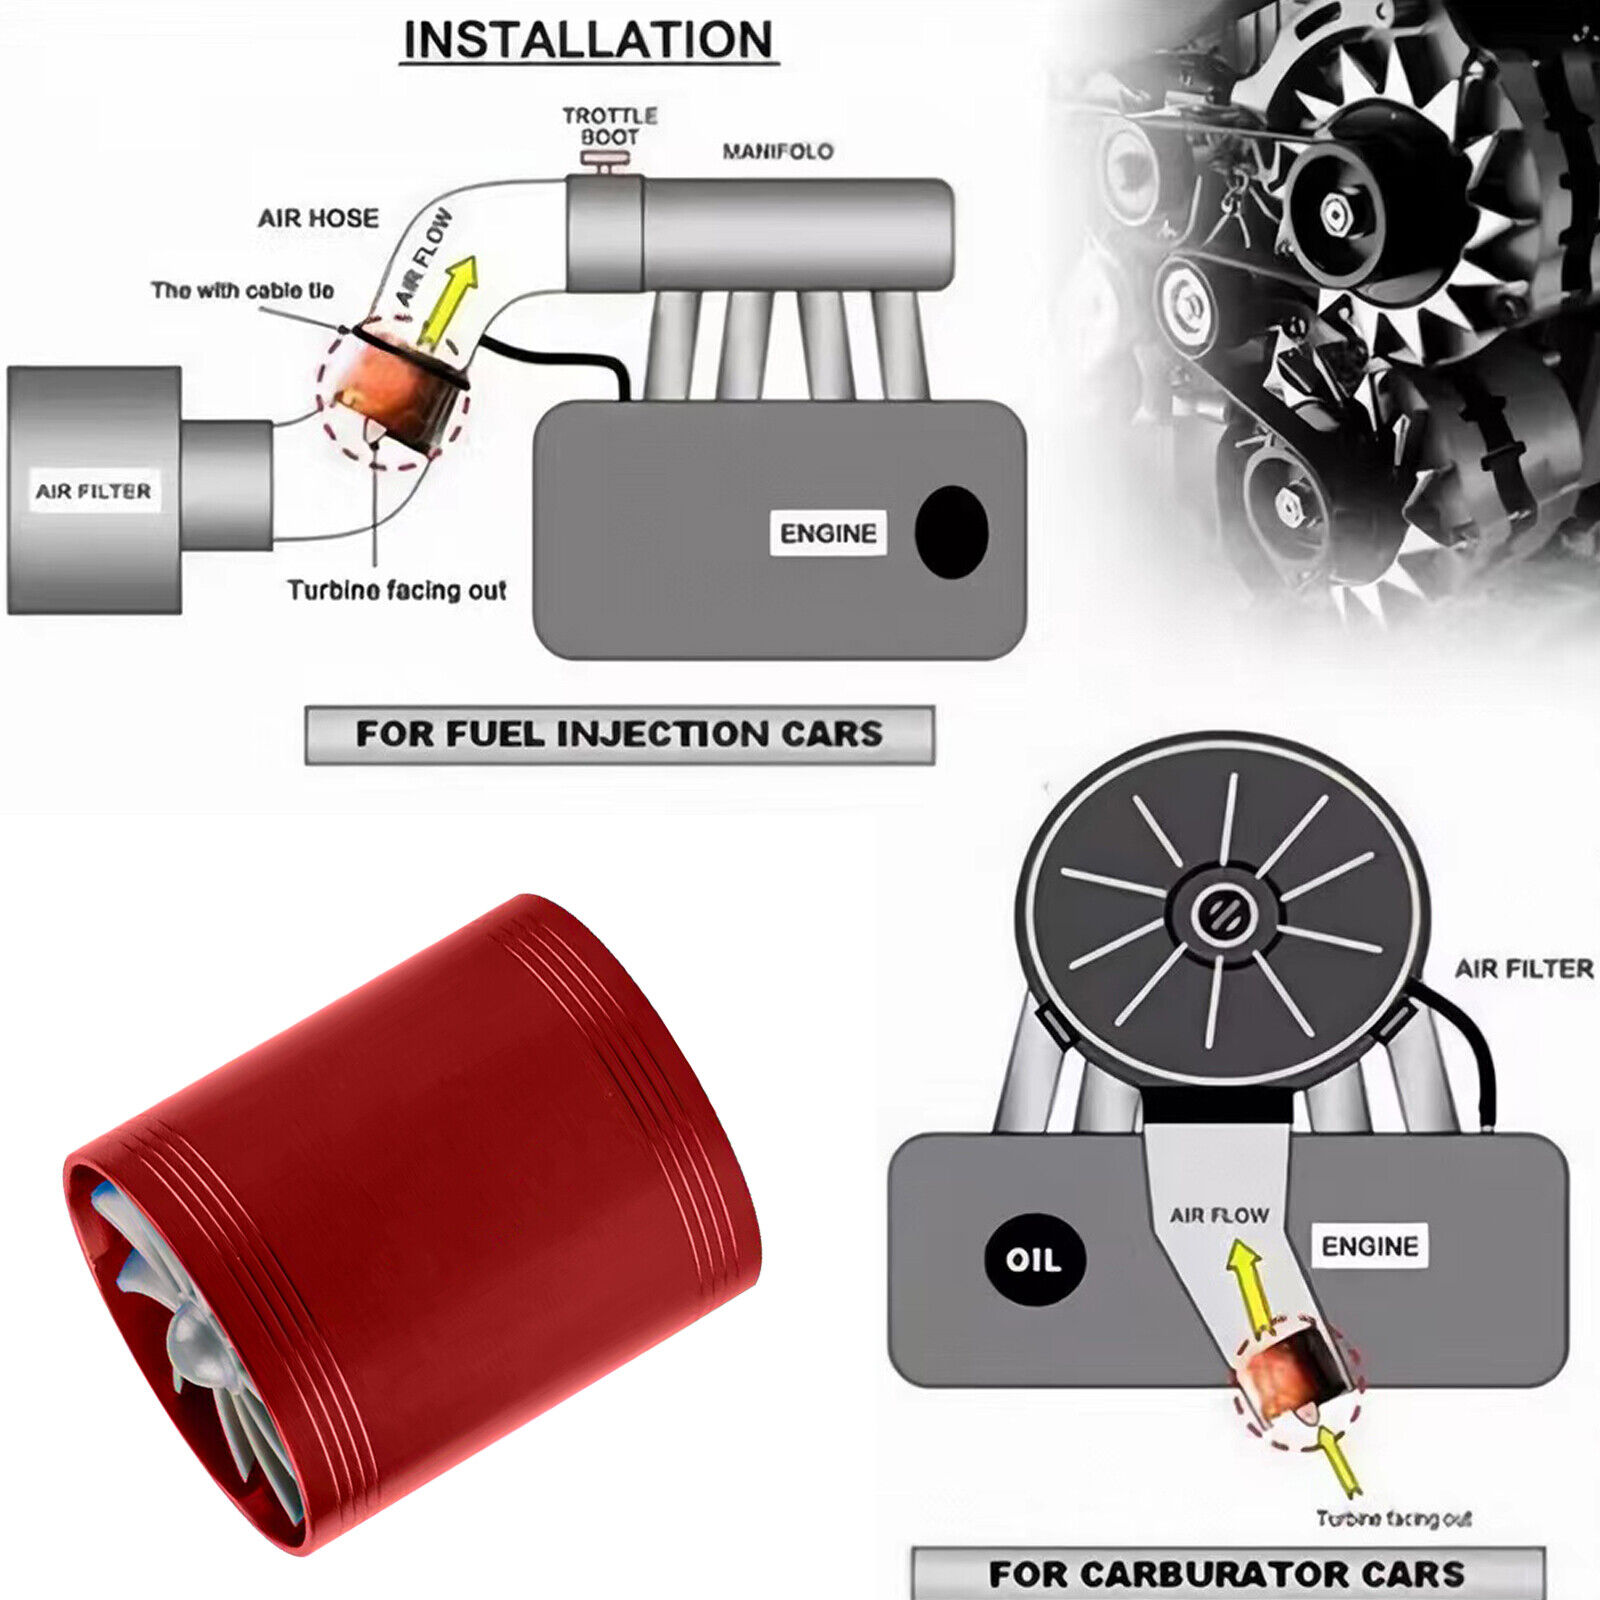 INSTALLATION
TROTTLE
BOOT
MANIFOLO
AIR HOSE
AIR FLOW
The with cable tie
AIR FILTER
ENGINE
Turbine facing out
FOR FUEL INJECTION CARS
AIR FILTER
AIR FLOW
OIL
ENGINE
Turbine facing out
FOR CARBURATOR CARS